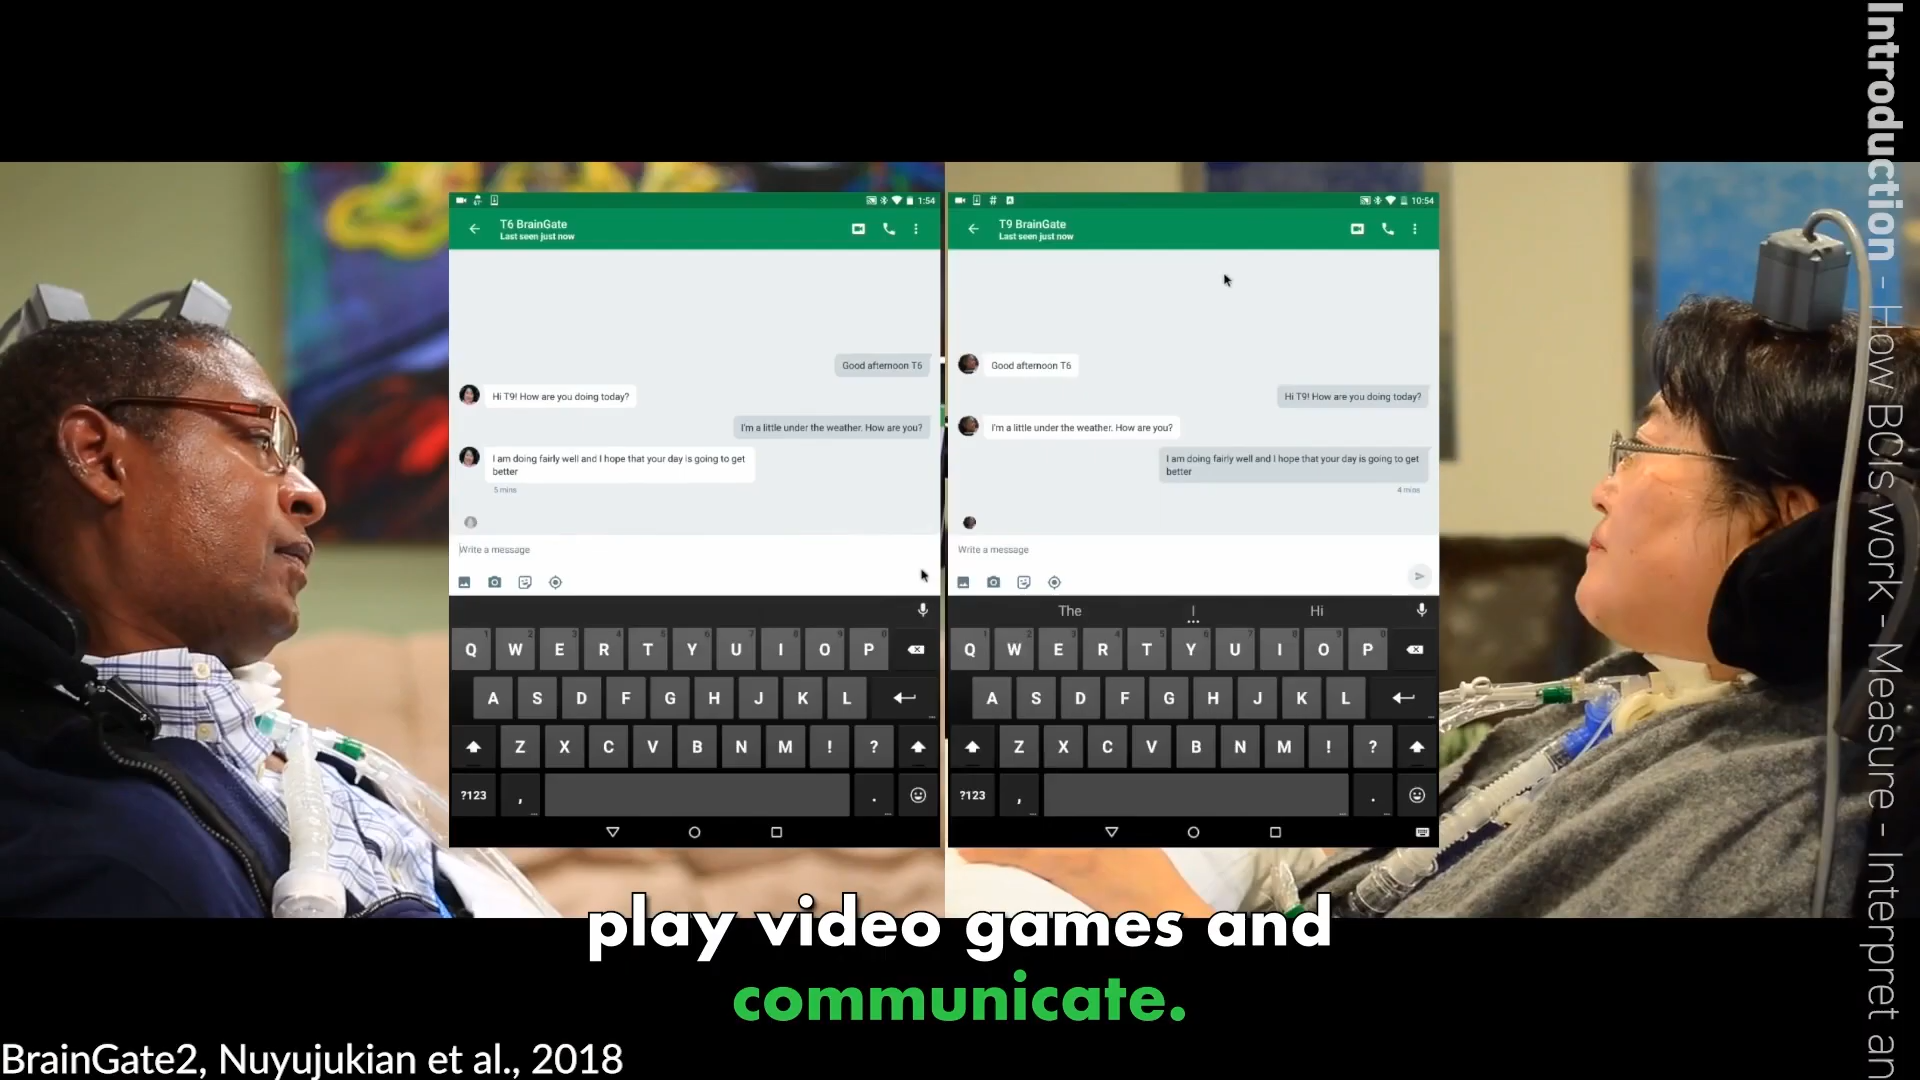 1:54
T6 BrainGate
Last seen just now
Good afternoon T6
Hi T9! How are you doing today?
I'm a little under the weather. How are you?
I am doing fairly well and I hope that your day is going to get
better
5 mins
Write a message
Q W E R T Y U I O P
A S D F G H J K L
Z X C V B N M ! ?
?123 , .
10:54
T9 BrainGate
Last seen just now
Good afternoon T6
Hi T9! How are you doing today?
I'm a little under the weather. How are you?
I am doing fairly well and I hope that your day is going to get
better
4 mins
Write a message
The I Hi
Q W E R T Y U I O P
A S D F G H J K L
Z X C V B N M ! ?
?123 , .
play video games and
communicate.
BrainGate2, Nuyujukian et al., 2018
Introduction - How BCIs work - Measure - Interpret an